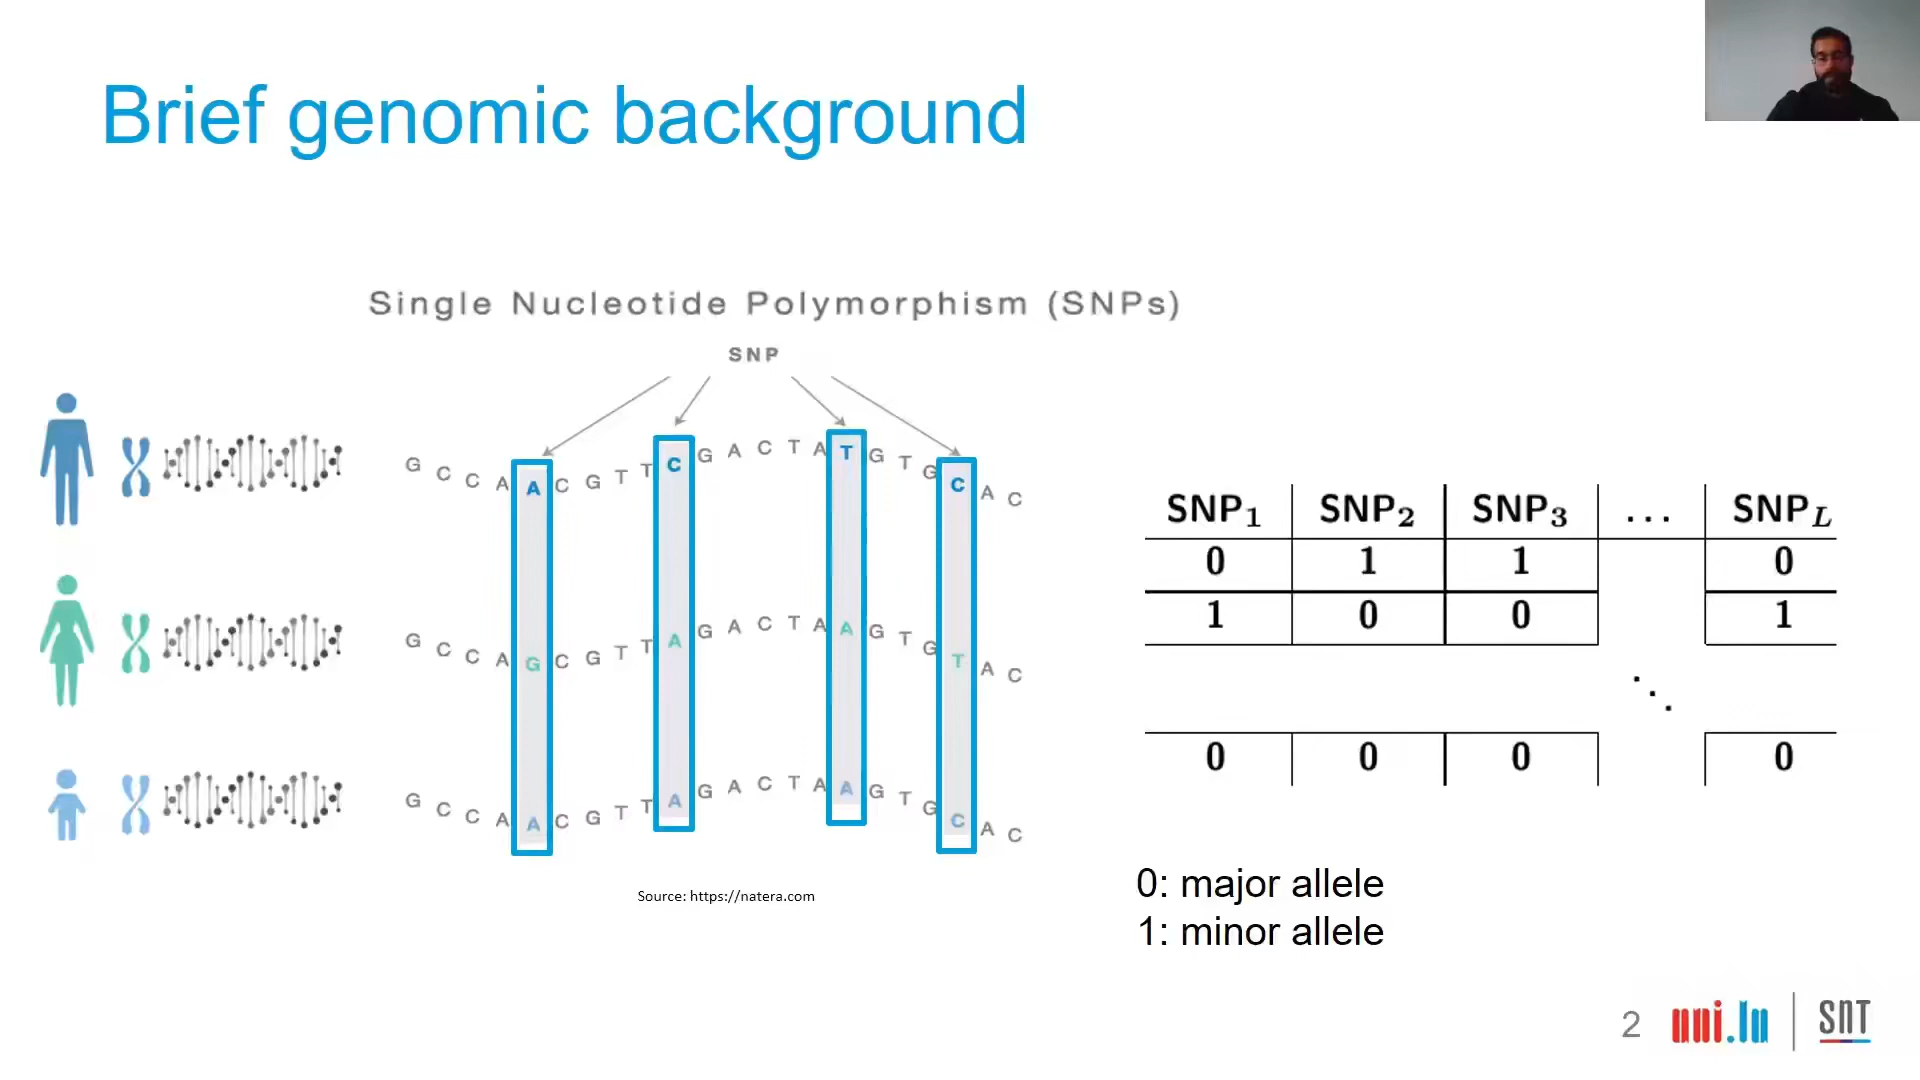 Brief genomic background
Single Nucleotide Polymorphism (SNPs)
SNP
G C C A A C G T T C G A C T A T G T G C A C
G C C A G C G T T A G A C T A A G T G T A C
G C C A A C G T T A G A C T A A G T G C A C
Source: https://natera.com
SNP1 SNP2 SNP3 ... SNPL
0 1 1 0
1 0 0 1
0 0 0 0
0: major allele
1: minor allele
2 uni.lu SNT